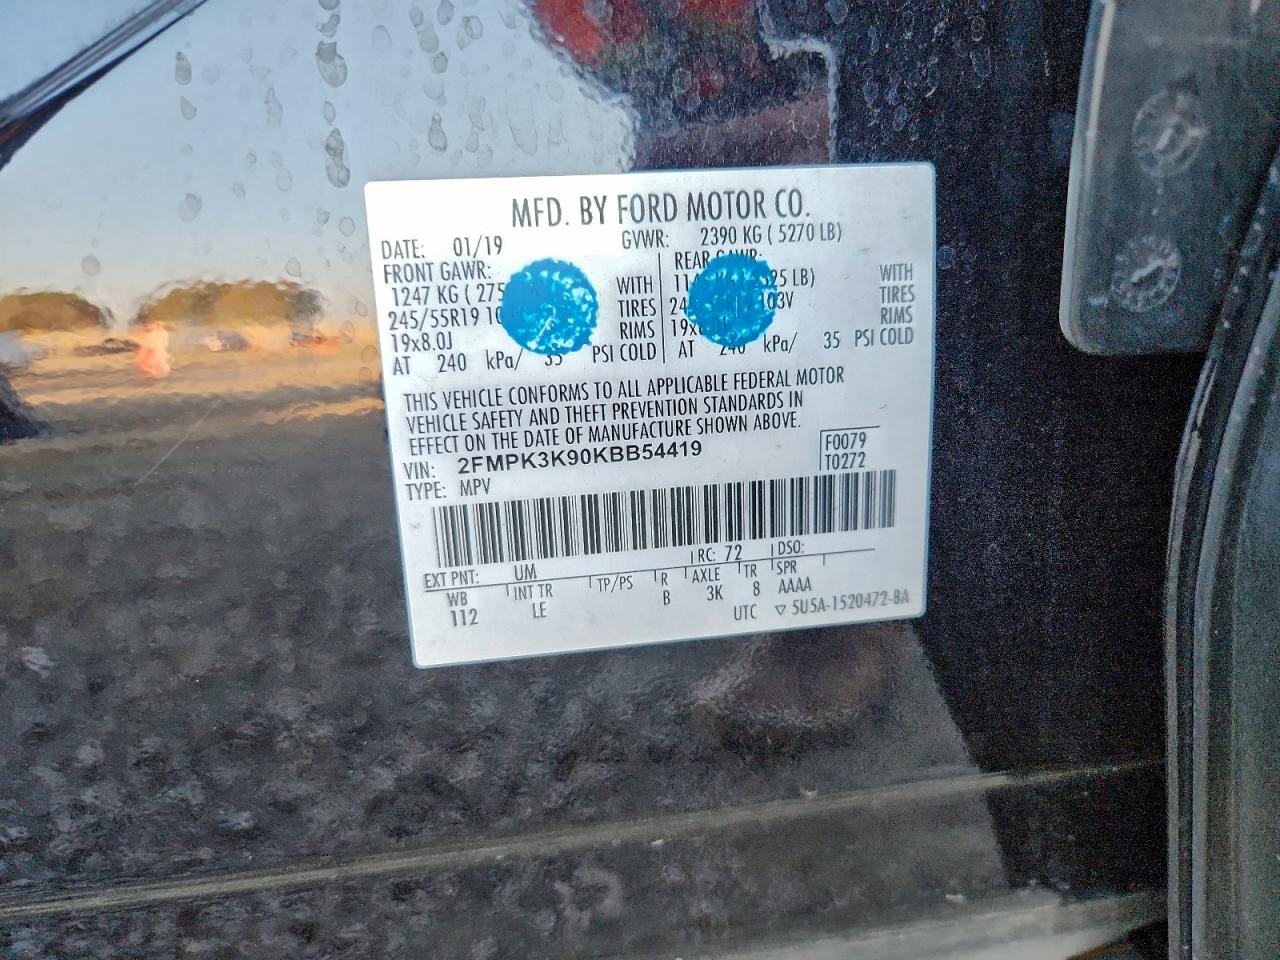 MFD. BY FORD MOTOR CO.
DATE: 01/19 GVWR: 2390 KG ( 5270 LB)
FRONT GAWR: WITH REAR GAWR: WITH
1247 KG ( TIRES LB) TIRES
245/55R19 RIMS 103V RIMS
19x8.0J
AT 240 kPa/ 35 PSI COLD AT 240 kPa/ 35 PSI COLD
THIS VEHICLE CONFORMS TO ALL APPLICABLE FEDERAL MOTOR
VEHICLE SAFETY AND THEFT PREVENTION STANDARDS IN
EFFECT ON THE DATE OF MANUFACTURE SHOWN ABOVE.
VIN: 2FMPK3K90KBB54419 F0079
TYPE: MPV T0272
EXT PNT: UM RC: 72 DSO:
WB INT TR TP/PS R AXLE TR SPR
112 LE B 3K 8 AAAA
UTC ▽ 5U5A-1520472-BA